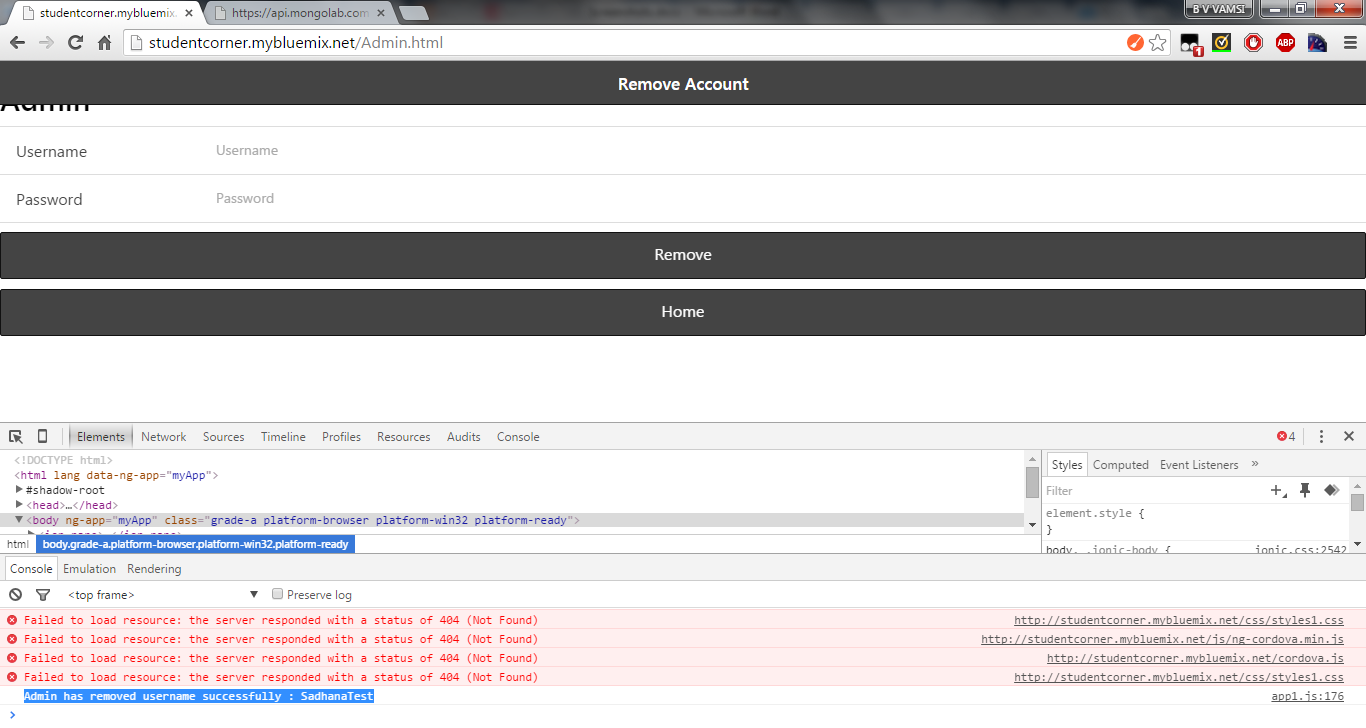 studentcorner.mybluemix. × https://api.mongolab.com ×
B V VAMSI
studentcorner.mybluemix.net/Admin.html
1
ABP
Remove Account
Admin
Username Username
Password Password
Remove
Home
Elements Network Sources Timeline Profiles Resources Audits Console 4
<!DOCTYPE html>
<html lang data-ng-app="myApp">
#shadow-root
<head>…</head>
<body ng-app="myApp" class="grade-a platform-browser platform-win32 platform-ready">
html body.grade-a.platform-browser.platform-win32.platform-ready
Styles Computed Event Listeners »
Filter
element.style {
}
body, .ionic-body { ionic.css:2542
Console Emulation Rendering
<top frame> Preserve log
Failed to load resource: the server responded with a status of 404 (Not Found) http://studentcorner.mybluemix.net/css/styles1.css
Failed to load resource: the server responded with a status of 404 (Not Found) http://studentcorner.mybluemix.net/js/ng-cordova.min.js
Failed to load resource: the server responded with a status of 404 (Not Found) http://studentcorner.mybluemix.net/cordova.js
Failed to load resource: the server responded with a status of 404 (Not Found) http://studentcorner.mybluemix.net/css/styles1.css
Admin has removed username successfully : SadhanaTest app1.js:176
>